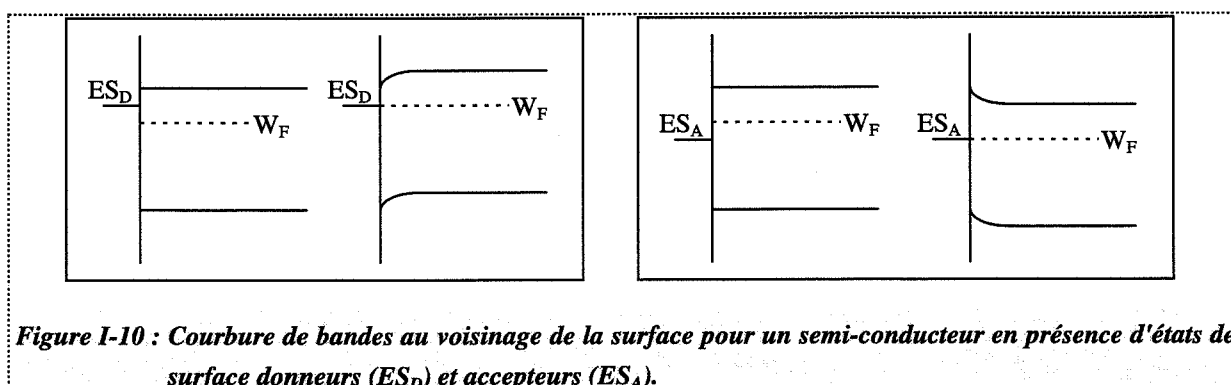 ES_D
W_F
ES_D
W_F
ES_A
W_F
ES_A
W_F
Figure I-10 : Courbure de bandes au voisinage de la surface pour un semi-conducteur en présence d'états de
surface donneurs (ES_D) et accepteurs (ES_A).